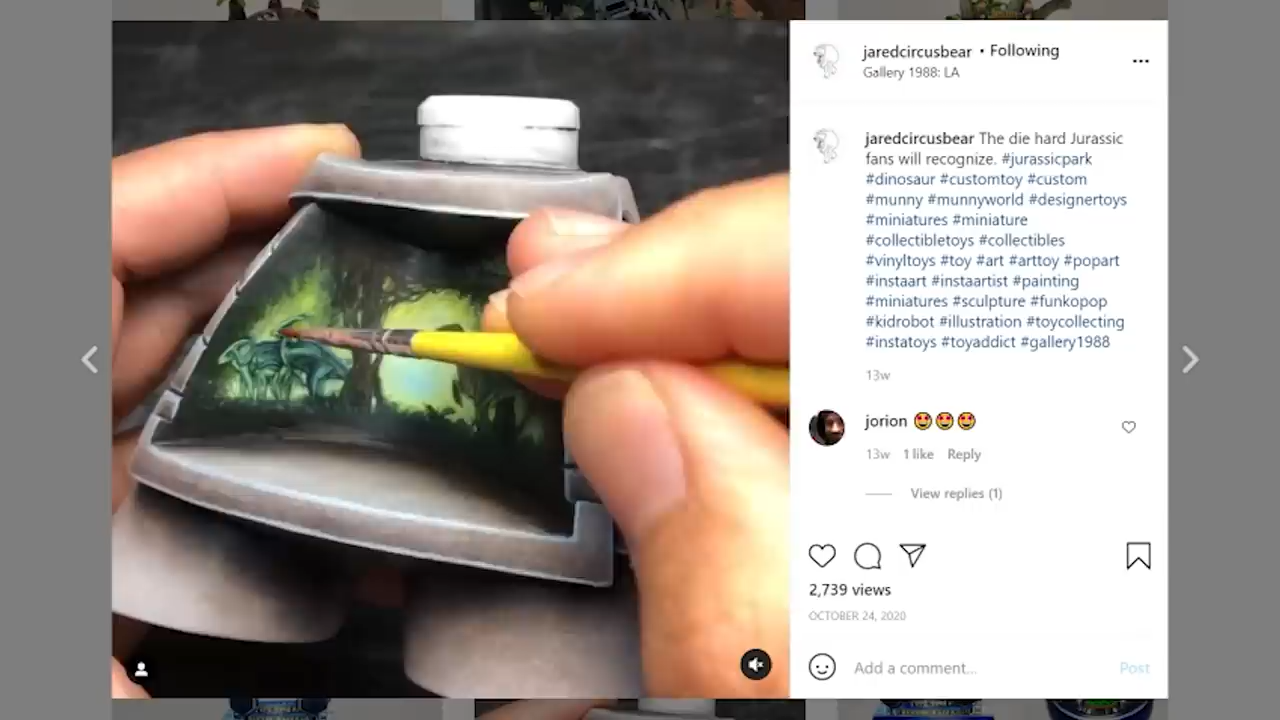 jaredcircusbear • Following
Gallery 1988: LA
jaredcircusbear The die hard Jurassic
fans will recognize. #jurassicpark
#dinosaur #customtoy #custom
#munny #munnyworld #designertoys
#miniatures #miniature
#collectibletoys #collectibles
#vinyltoys #toy #art #arttoy #popart
#instaart #instaartist #painting
#miniatures #sculpture #funkopop
#kidrobot #illustration #toycollecting
#instatoys #toyaddict #gallery1988
13w
jorion 😍😍😍
13w 1 like Reply
View replies (1)
2,739 views
OCTOBER 24, 2020
Add a comment... Post